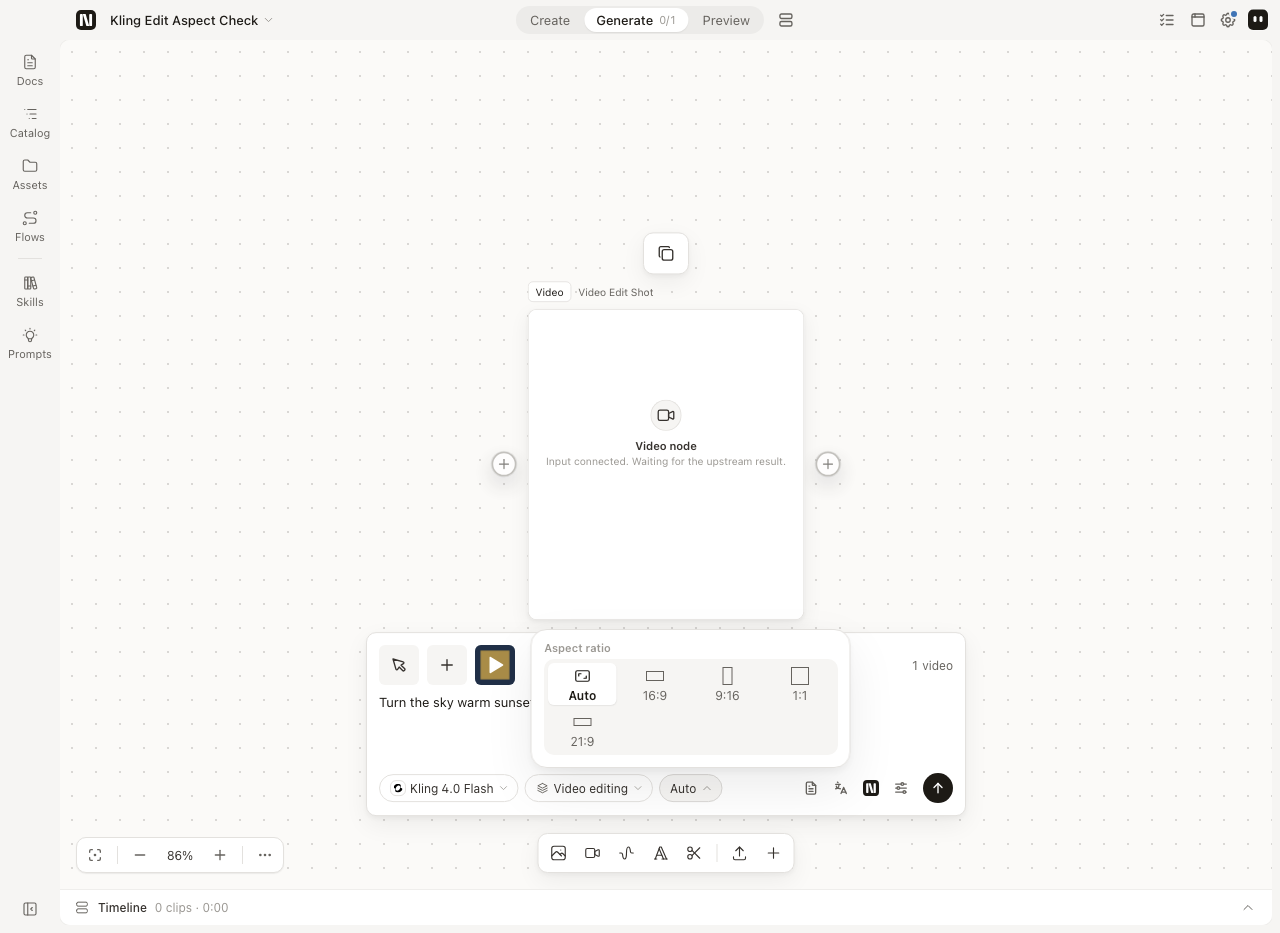 Kling Edit Aspect Check
Create
Generate 0/1
Preview
Docs
Catalog
Assets
Flows
Skills
Prompts
Video · Video Edit Shot
Video node
Input connected. Waiting for the upstream result.
Aspect ratio
Auto
16:9
9:16
1:1
21:9
1 video
Turn the sky warm sunse
Kling 4.0 Flash
Video editing
Auto
86%
Timeline 0 clips · 0:00